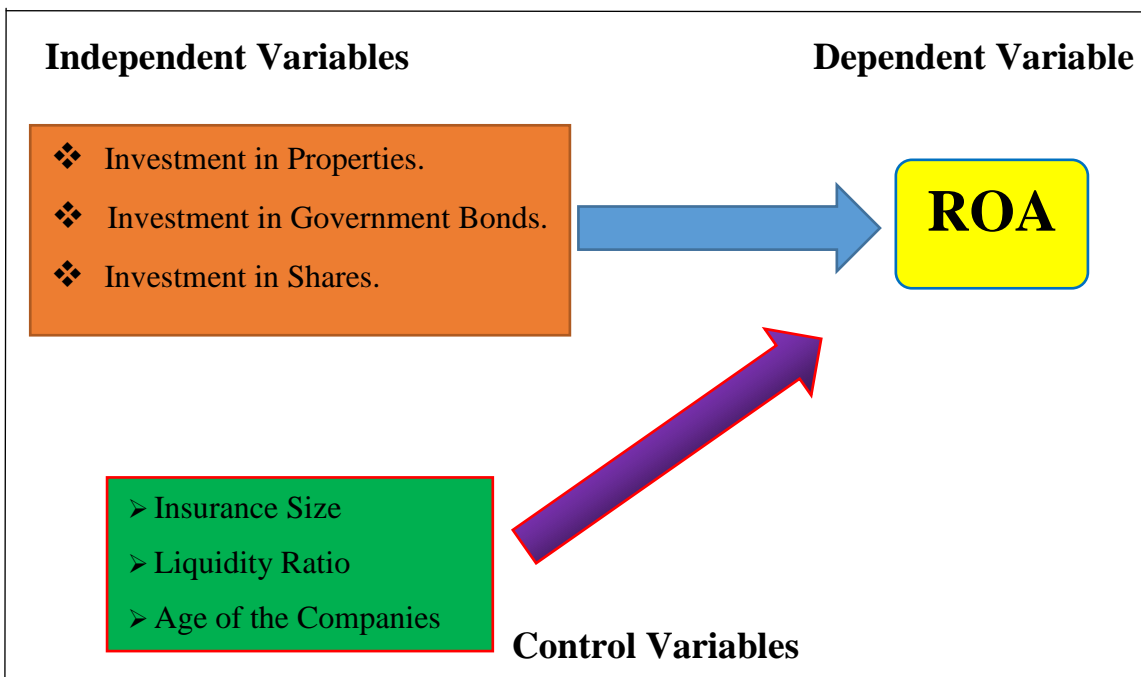 Independent Variables
Dependent Variable
❖ Investment in Properties.
❖ Investment in Government Bonds.
❖ Investment in Shares.
ROA
➢ Insurance Size
➢ Liquidity Ratio
➢ Age of the Companies
Control Variables